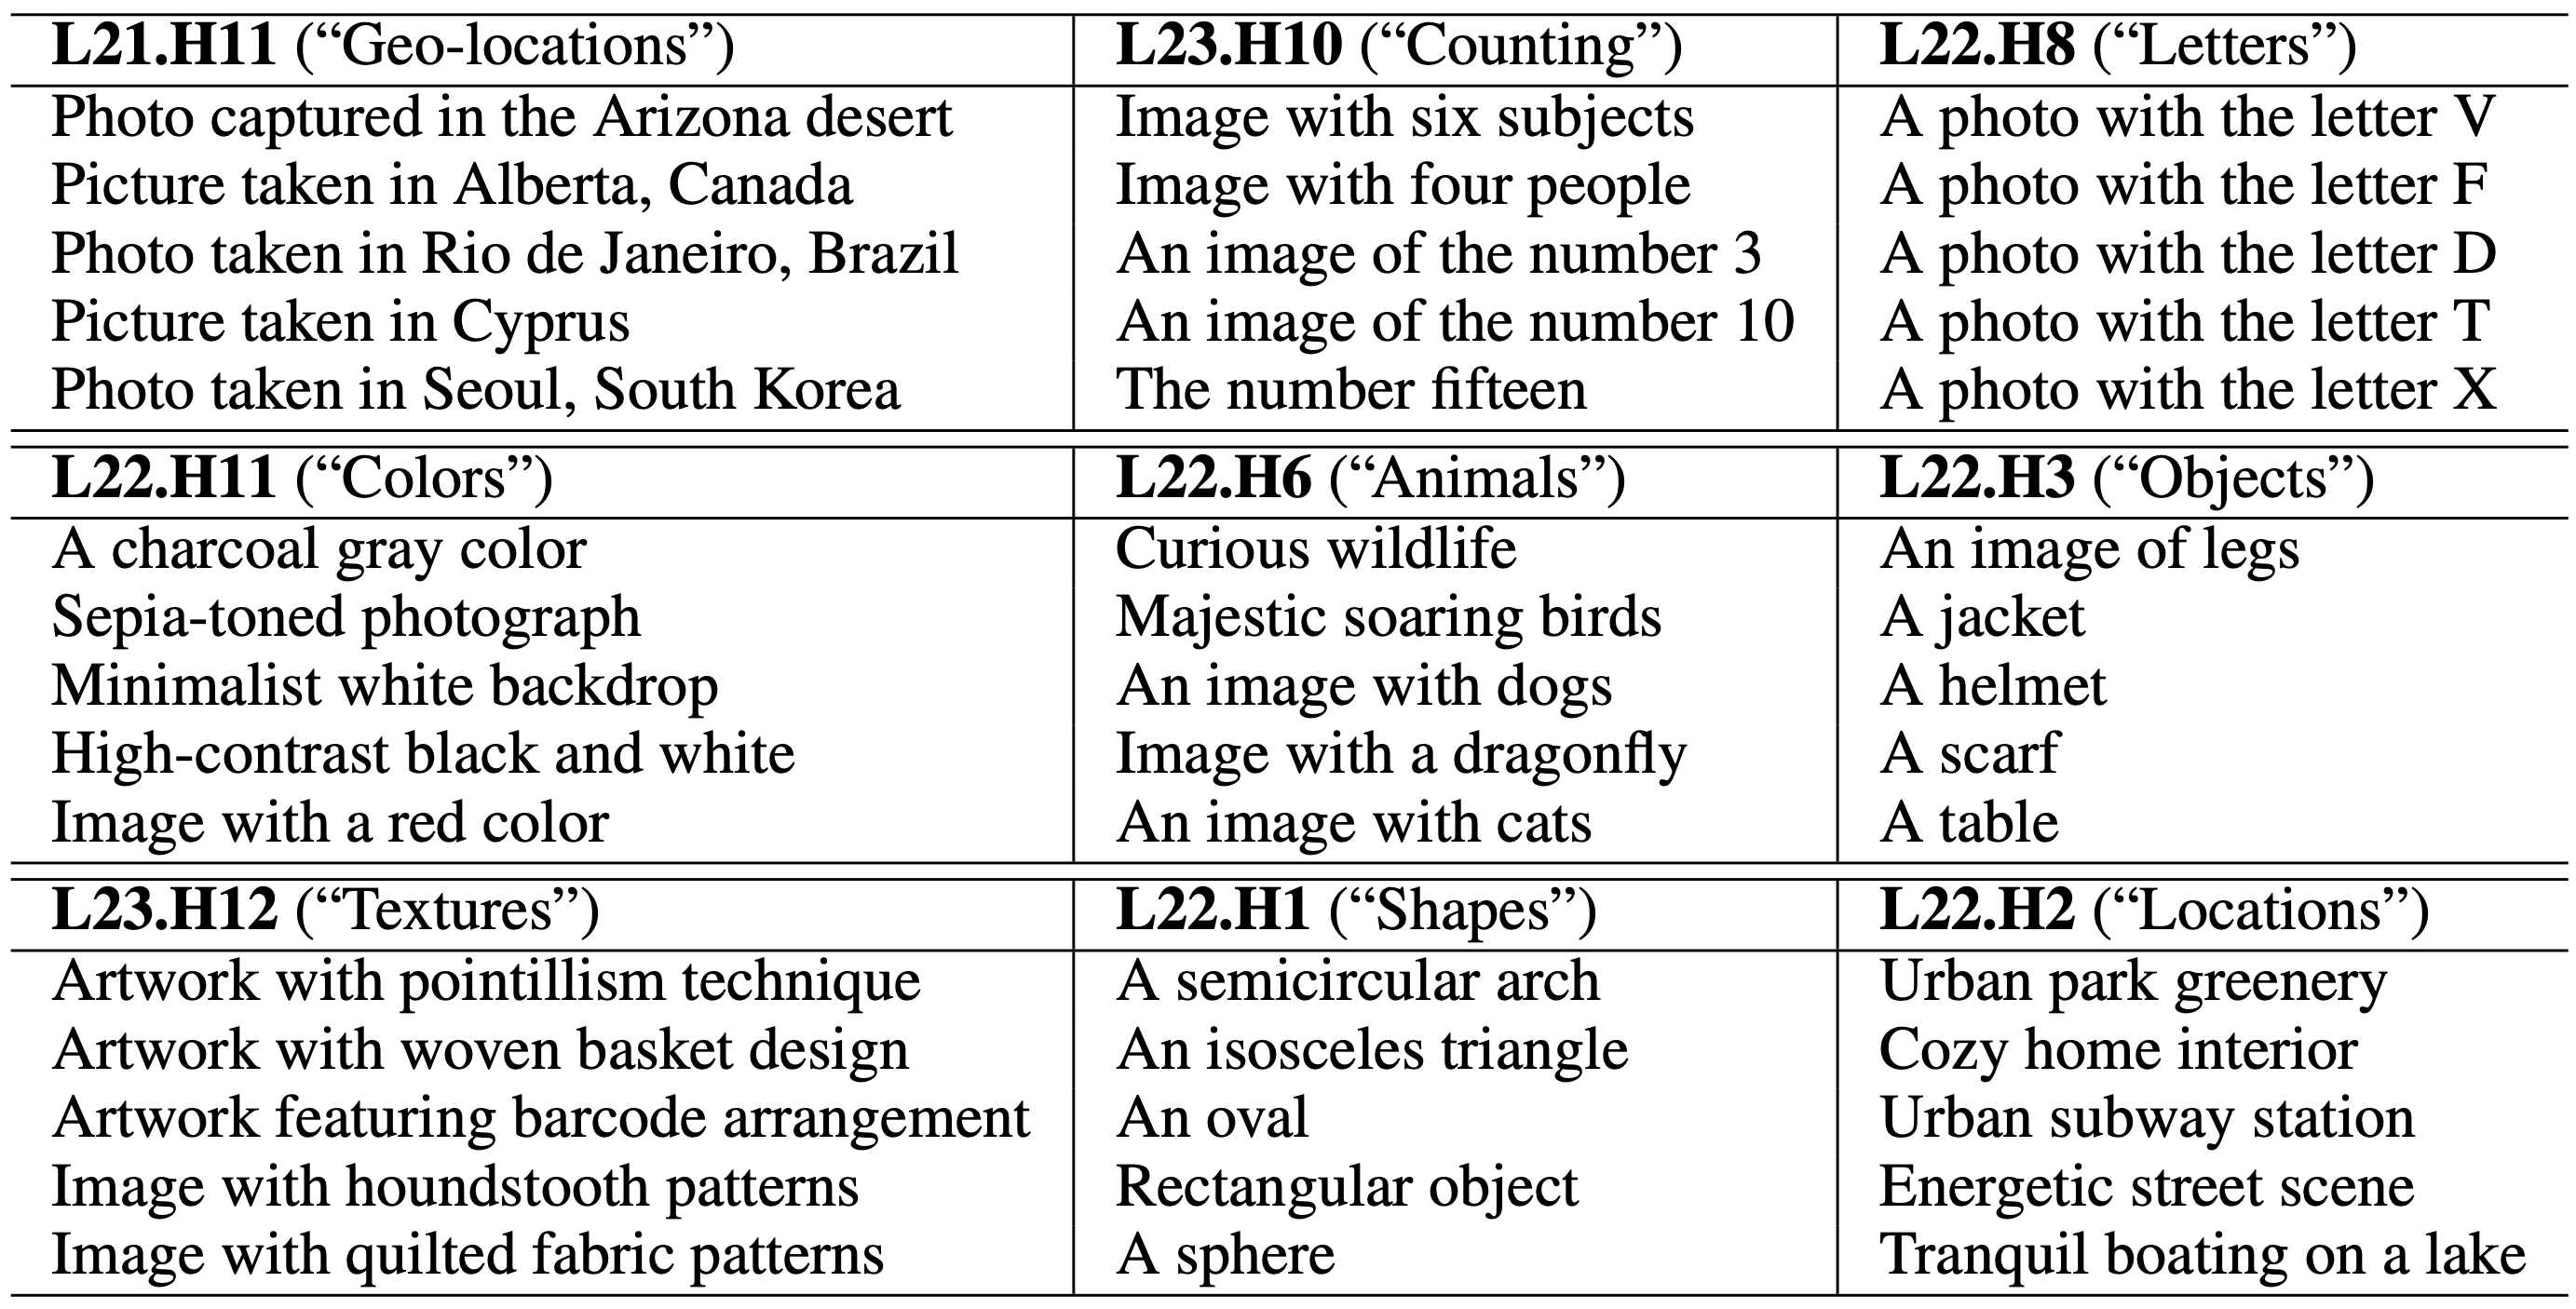 L21.H11 (“Geo-locations”) L23.H10 (“Counting”) L22.H8 (“Letters”)
Photo captured in the Arizona desert Image with six subjects A photo with the letter V
Picture taken in Alberta, Canada Image with four people A photo with the letter F
Photo taken in Rio de Janeiro, Brazil An image of the number 3 A photo with the letter D
Picture taken in Cyprus An image of the number 10 A photo with the letter T
Photo taken in Seoul, South Korea The number fifteen A photo with the letter X
L22.H11 (“Colors”) L22.H6 (“Animals”) L22.H3 (“Objects”)
A charcoal gray color Curious wildlife An image of legs
Sepia-toned photograph Majestic soaring birds A jacket
Minimalist white backdrop An image with dogs A helmet
High-contrast black and white Image with a dragonfly A scarf
Image with a red color An image with cats A table
L23.H12 (“Textures”) L22.H1 (“Shapes”) L22.H2 (“Locations”)
Artwork with pointillism technique A semicircular arch Urban park greenery
Artwork with woven basket design An isosceles triangle Cozy home interior
Artwork featuring barcode arrangement An oval Urban subway station
Image with houndstooth patterns Rectangular object Energetic street scene
Image with quilted fabric patterns A sphere Tranquil boating on a lake